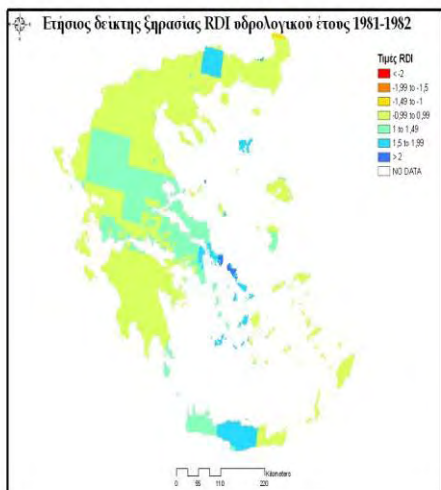 Ετήσιος δείκτης ξηρασίας RDI υδρολογικού έτους 1981-1982
Τιμές RDI
< -2
-1,99 to -1,5
-1,49 to -1
-0,99 to 0,99
1 to 1,49
1,5 to 1,99
> 2
NO DATA
Kilometers
0 55 110 220